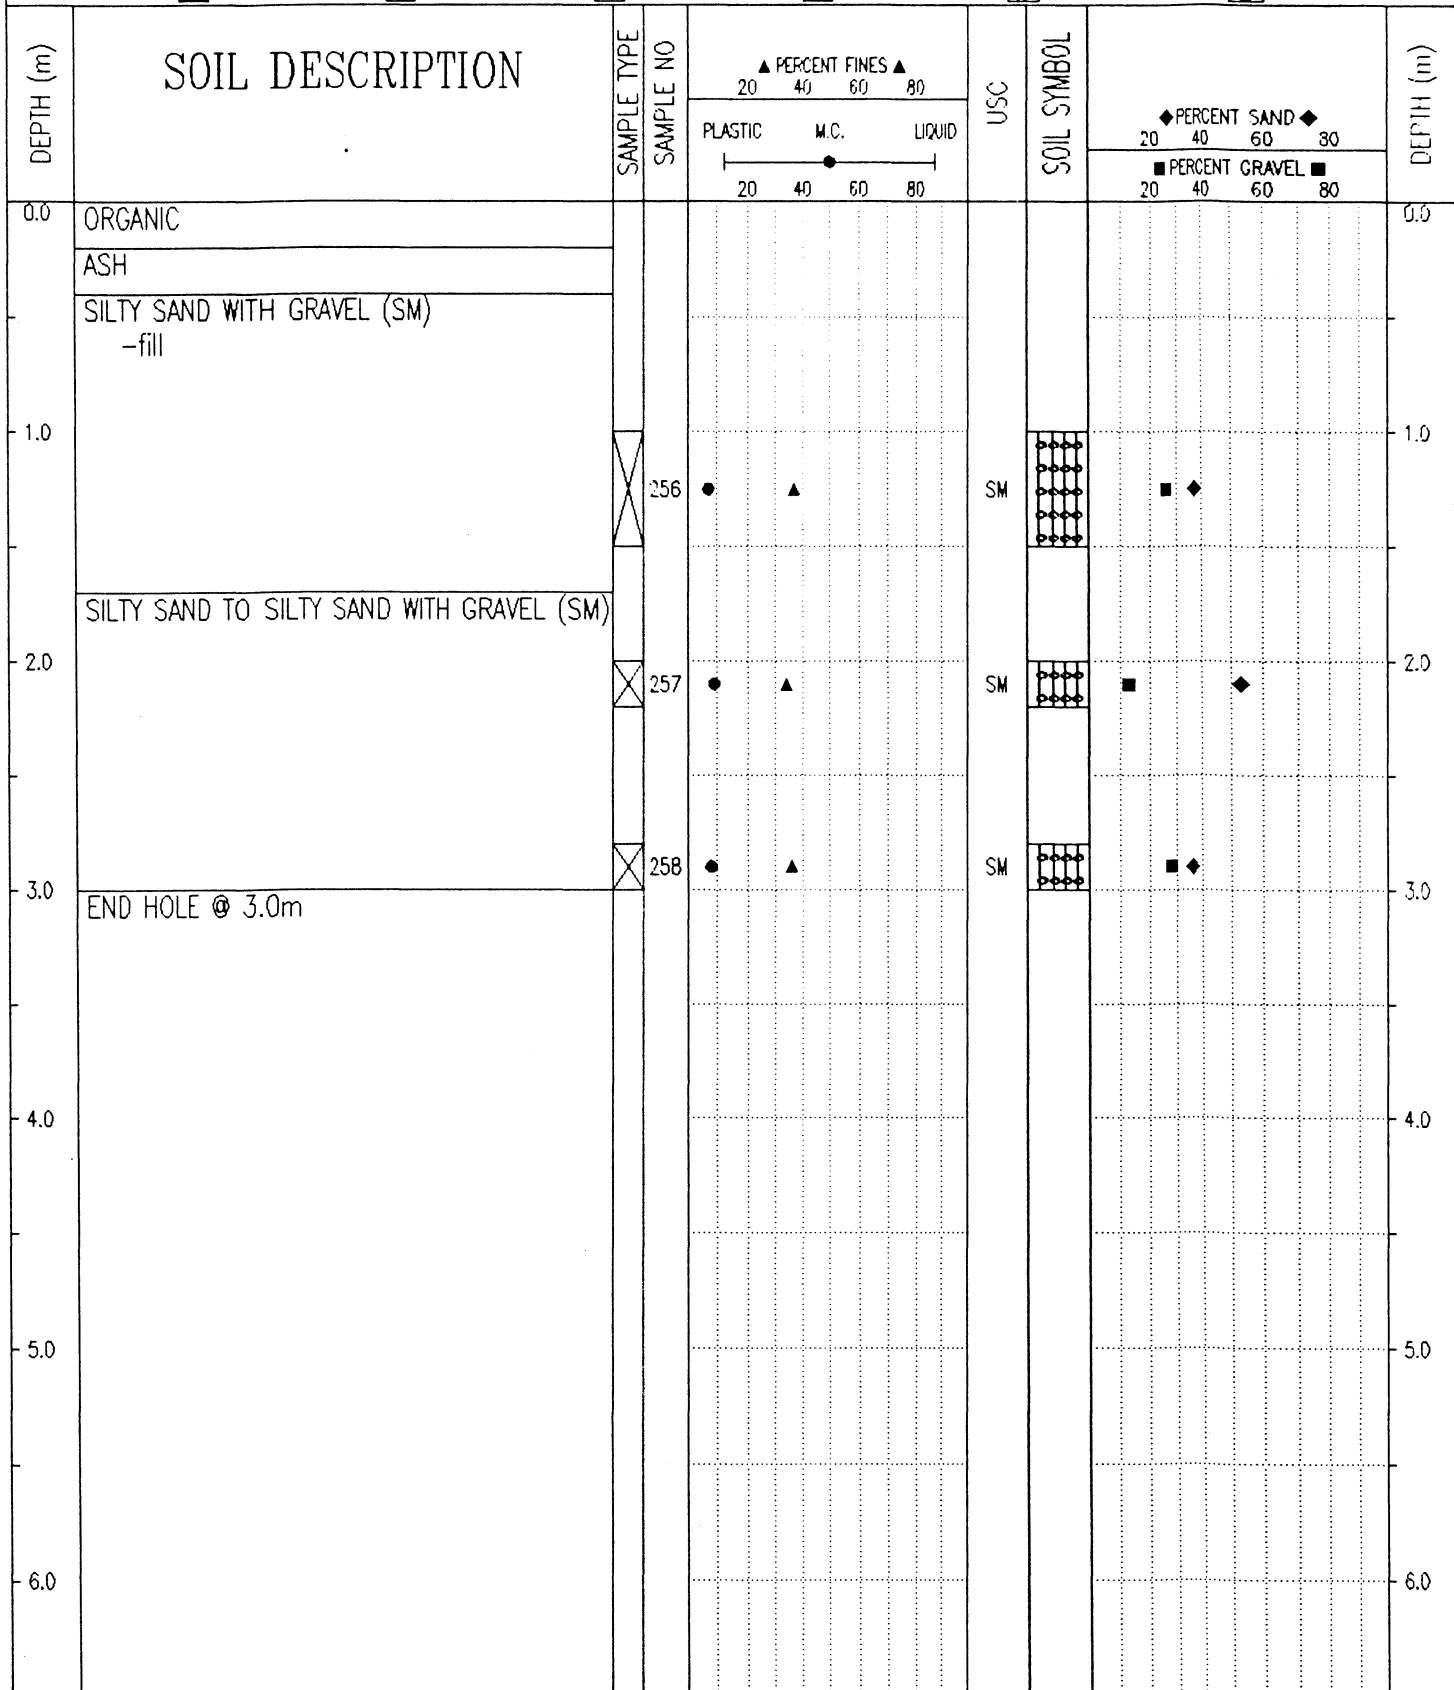 DEPTH (m)
SOIL DESCRIPTION
SAMPLE TYPE
SAMPLE NO
▲ PERCENT FINES ▲
20 40 60 80
PLASTIC M.C. LIQUID
20 40 60 80
USC
SOIL SYMBOL
◆PERCENT SAND◆
20 40 60 80
■PERCENT GRAVEL■
20 40 60 80
DEPTH (m)
0.0 ORGANIC 0.0
ASH
SILTY SAND WITH GRAVEL (SM)
-fill
1.0 1.0
256 SM
SILTY SAND TO SILTY SAND WITH GRAVEL (SM)
2.0 2.0
257 SM
258 SM
3.0 3.0
END HOLE @ 3.0m
4.0 4.0
5.0 5.0
6.0 6.0